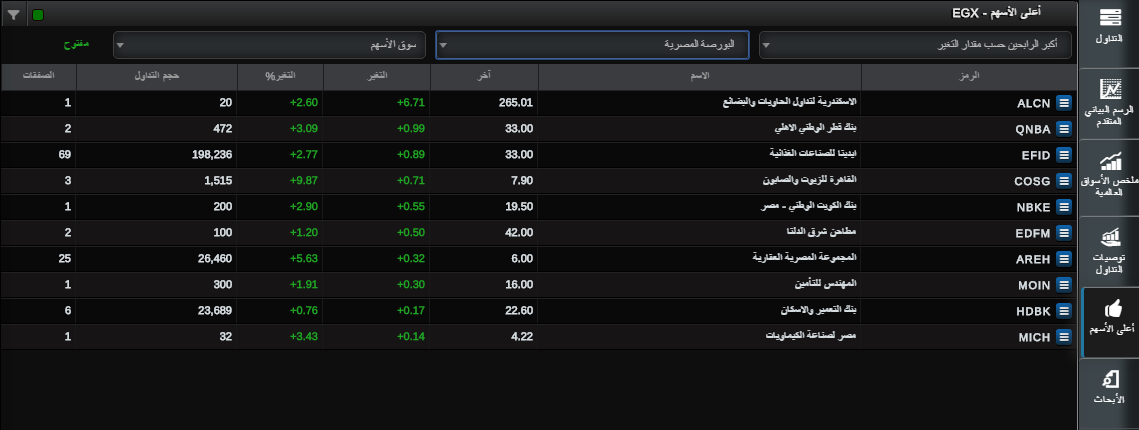 أعلى الأسهم - EGX
أكبر الرابحين حسب مقدار التغير البورصة المصرية سوق الأسهم مفتوح
الرمز الاسم آخر التغير التغير% حجم التداول الصفقات
ALCN الاسكندرية لتداول الحاويات والبضائع 265.01 +6.71 +2.60 20 1
QNBA بنك قطر الوطني الاهلي 33.00 +0.99 +3.09 472 2
EFID ايديتا للصناعات الغذائية 33.00 +0.89 +2.77 198,236 69
COSG القاهرة للزيوت والصابون 7.90 +0.71 +9.87 1,515 3
NBKE بنك الكويت الوطني - مصر 19.50 +0.55 +2.90 200 1
EDFM مطاحن شرق الدلتا 42.00 +0.50 +1.20 100 2
AREH المجموعة المصرية العقارية 6.00 +0.32 +5.63 26,460 25
MOIN المهندس للتأمين 16.00 +0.30 +1.91 300 1
HDBK بنك التعمير والاسكان 22.60 +0.17 +0.76 23,689 6
MICH مصر لصناعة الكيماويات 4.22 +0.14 +3.43 32 1
التداول
الرسم البياني
المتقدم
ملخص الأسواق
العالمية
توصيات
التداول
أعلى الأسهم
الأبحاث